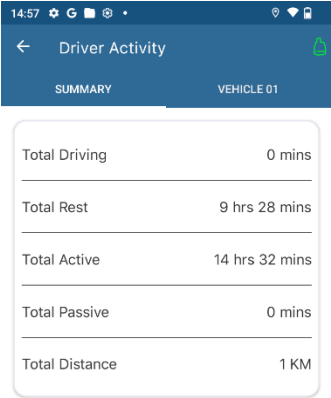 14:57
Driver Activity
SUMMARY VEHICLE 01
Total Driving 0 mins
Total Rest 9 hrs 28 mins
Total Active 14 hrs 32 mins
Total Passive 0 mins
Total Distance 1 KM